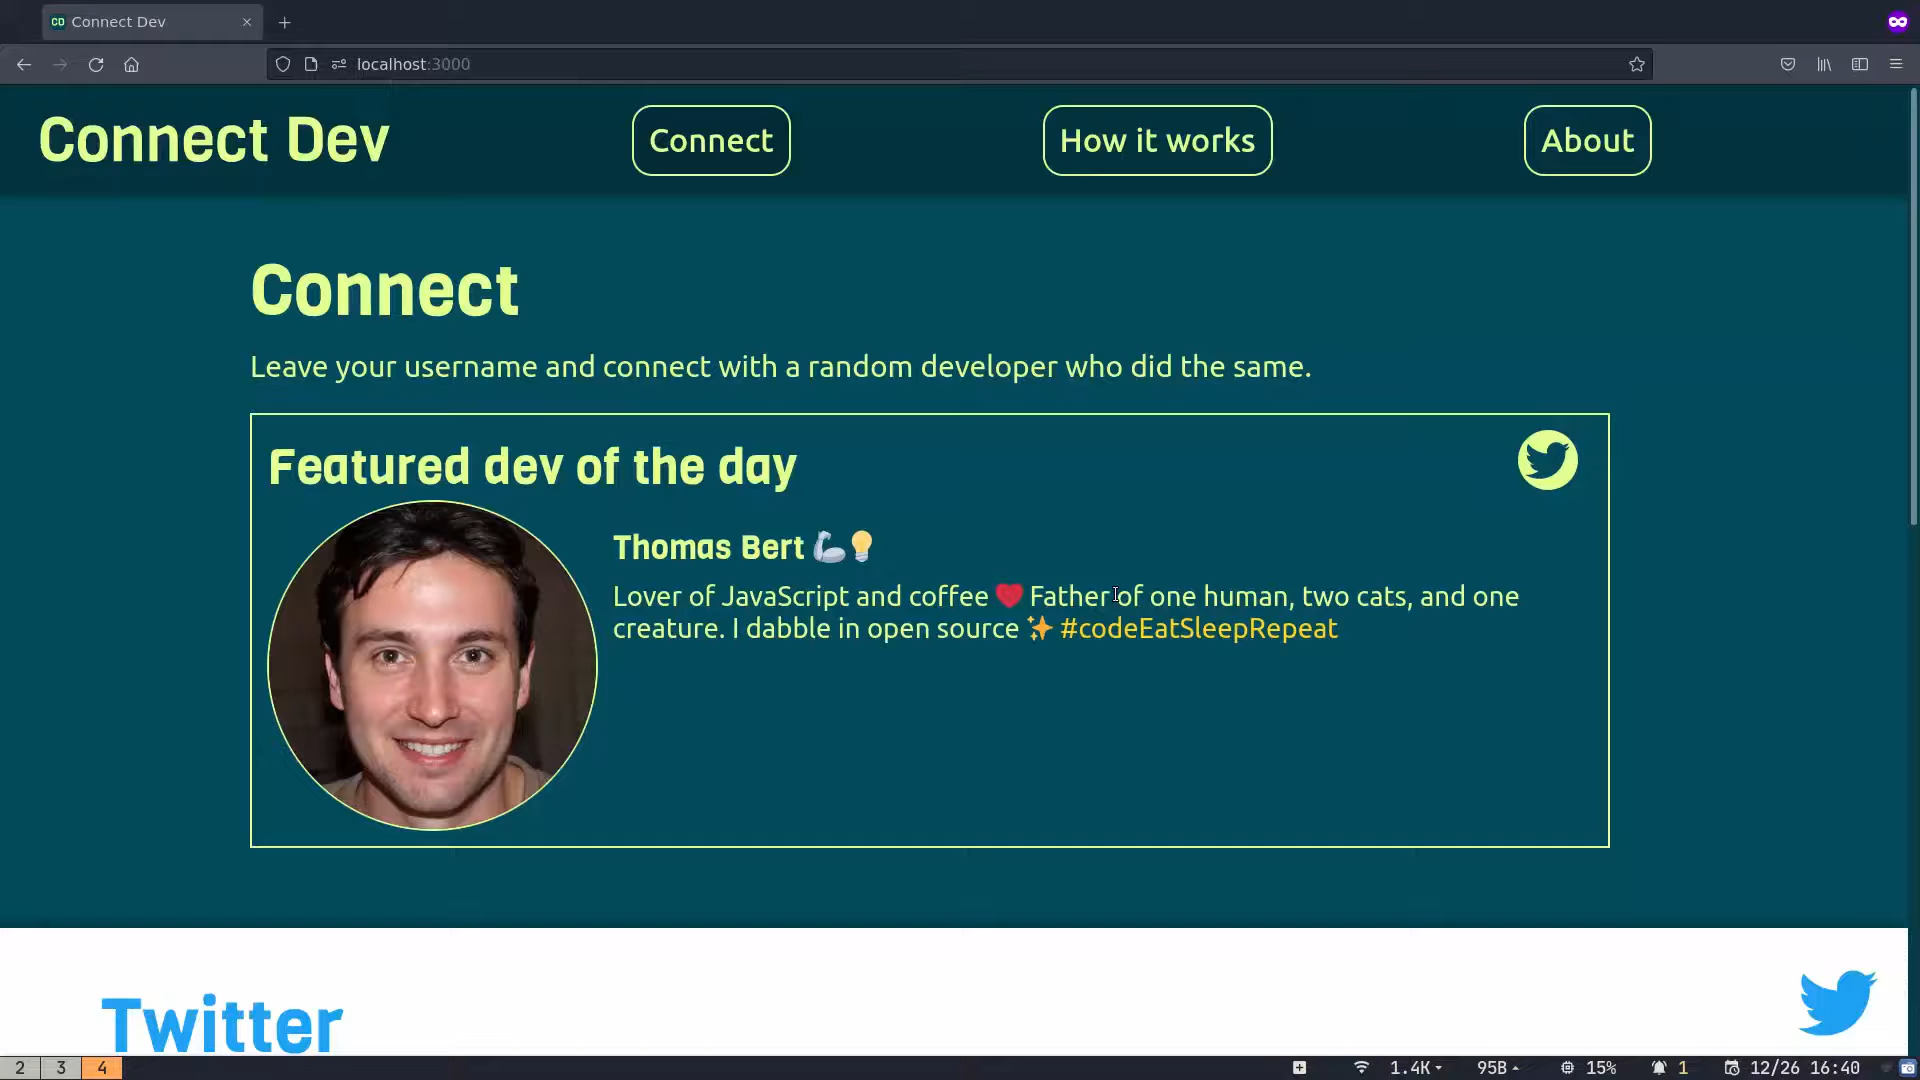 CD Connect Dev
localhost:3000
Connect Dev
Connect
How it works
About
Connect
Leave your username and connect with a random developer who did the same.
Featured dev of the day
Thomas Bert 🦾💡
Lover of JavaScript and coffee ❤️ Father of one human, two cats, and one
creature. I dabble in open source ✨ #codeEatSleepRepeat
Twitter
2 3 4
1.4K 95B 15% 1 12/26 16:40